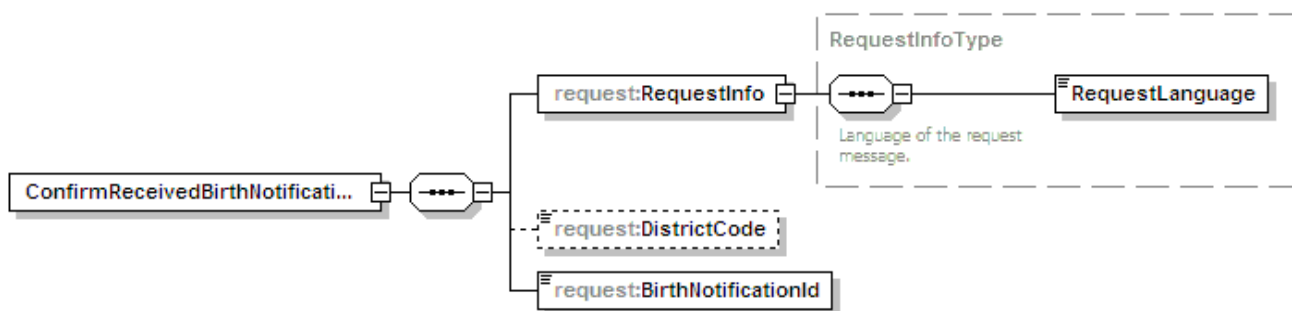 RequestInfoType
request:RequestInfo
RequestLanguage
Language of the request
message.
ConfirmReceivedBirthNotificati...
request:DistrictCode
request:BirthNotificationId